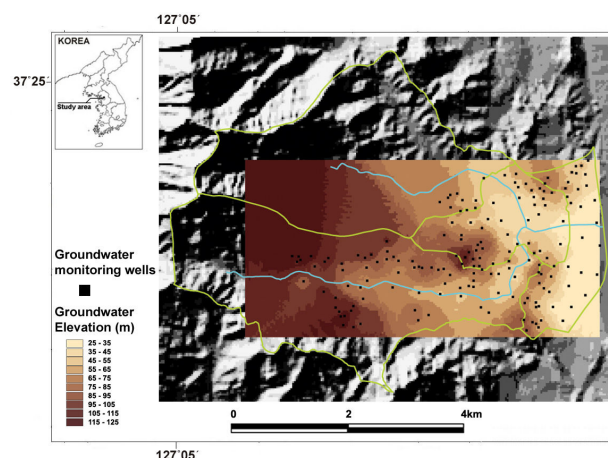 127°05´
KOREA
37°25´
Study area
Groundwater
monitoring wells
Groundwater
Elevation (m)
25 - 35
35 - 45
45 - 55
55 - 65
65 - 75
75 - 85
85 - 95
95 - 105
105 - 115
115 - 125
0 2 4km
127°05´